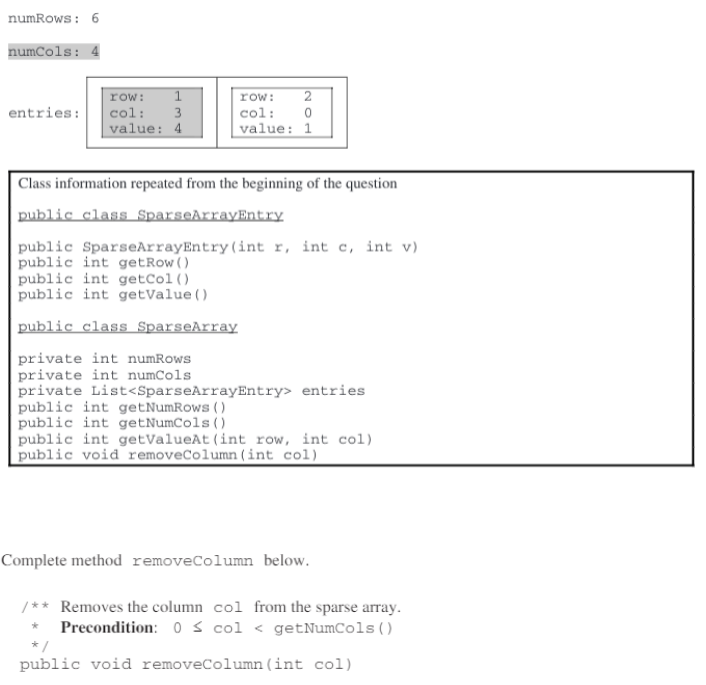 numRows: 6
numCols: 4
entries:
row: 1
col: 3
value: 4
row: 2
col: 0
value: 1
Class information repeated from the beginning of the question
public class SparseArrayEntry
public SparseArrayEntry(int r, int c, int v)
public int getRow()
public int getCol()
public int getValue()
public class SparseArray
private int numRows
private int numCols
private List<SparseArrayEntry> entries
public int getNumRows()
public int getNumCols()
public int getValueAt(int row, int col)
public void removeColumn(int col)
Complete method removeColumn below.
/** Removes the column col from the sparse array.
* Precondition: 0 ≤ col < getNumCols()
*/
public void removeColumn(int col)